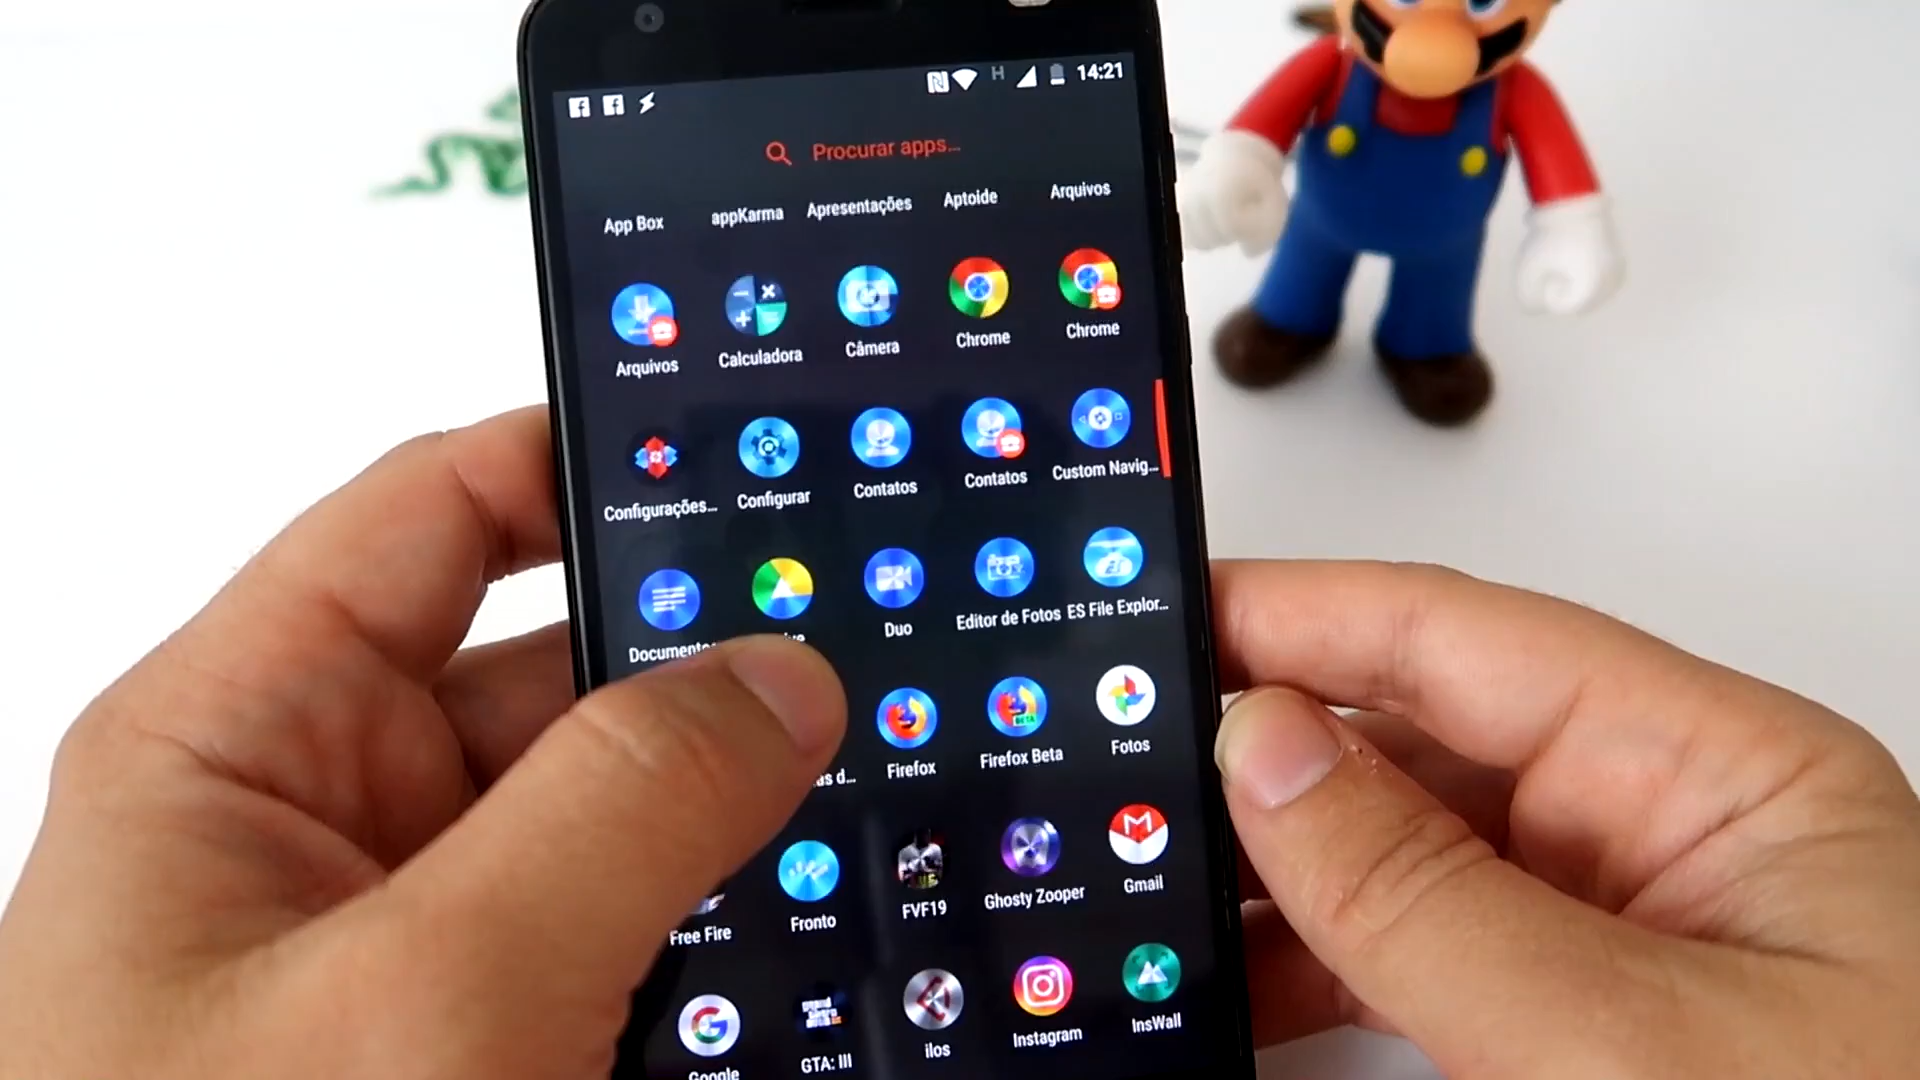 H 14:21
Procurar apps...
App Box appKarma Apresentações Aptoide Arquivos
Arquivos Calculadora Câmera Chrome Chrome
Configurações... Configurar Contatos Contatos Custom Navig...
Duo Editor de Fotos ES File Explor...
BETA
Firefox Firefox Beta Fotos
Free Fire Fronto FVF19 Ghosty Zooper Gmail
Google GTA: III ilos Instagram InsWall